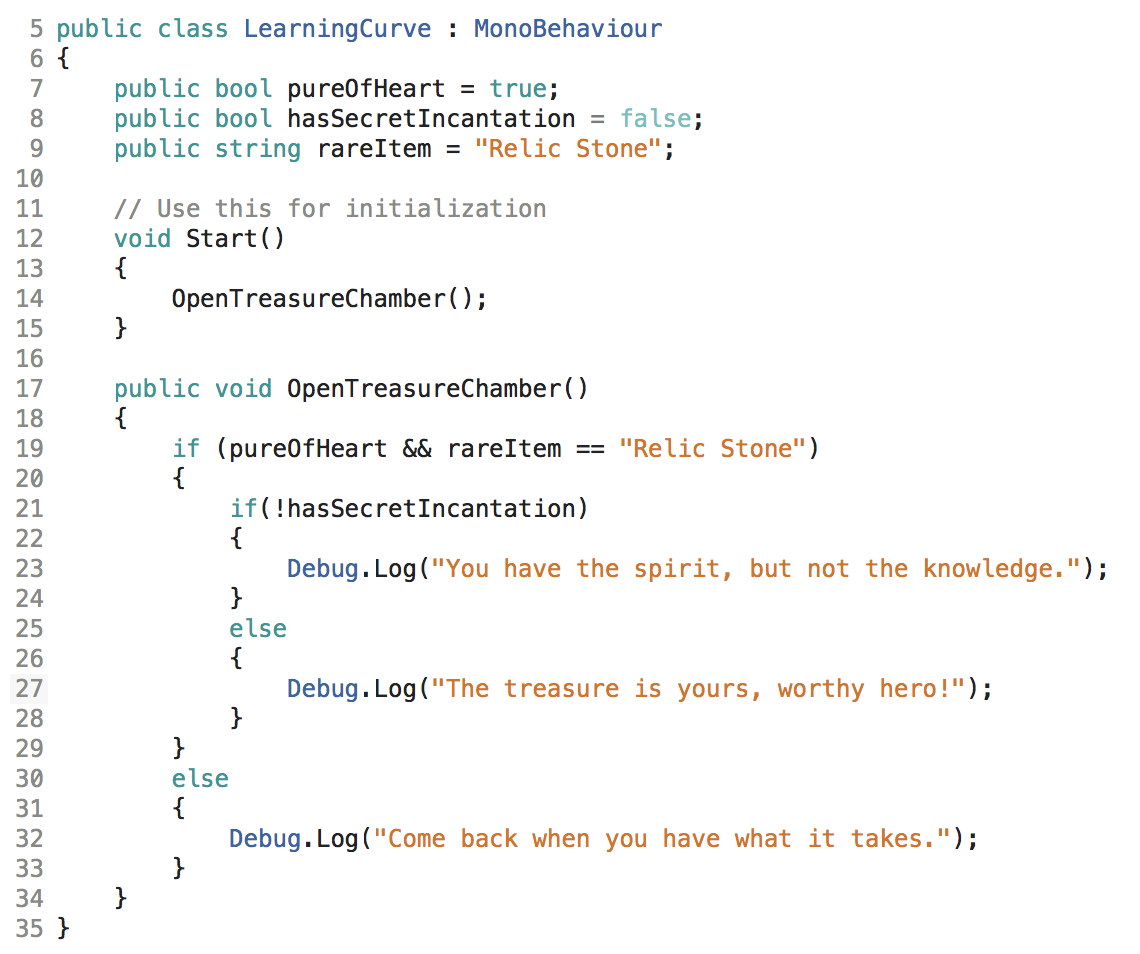 5 public class LearningCurve : MonoBehaviour
6 {
7     public bool pureOfHeart = true;
8     public bool hasSecretIncantation = false;
9     public string rareItem = "Relic Stone";
10
11     // Use this for initialization
12     void Start()
13     {
14         OpenTreasureChamber();
15     }
16
17     public void OpenTreasureChamber()
18     {
19         if (pureOfHeart && rareItem == "Relic Stone")
20         {
21             if(!hasSecretIncantation)
22             {
23                 Debug.Log("You have the spirit, but not the knowledge.");
24             }
25             else
26             {
27                 Debug.Log("The treasure is yours, worthy hero!");
28             }
29         }
30         else
31         {
32             Debug.Log("Come back when you have what it takes.");
33         }
34     }
35 }